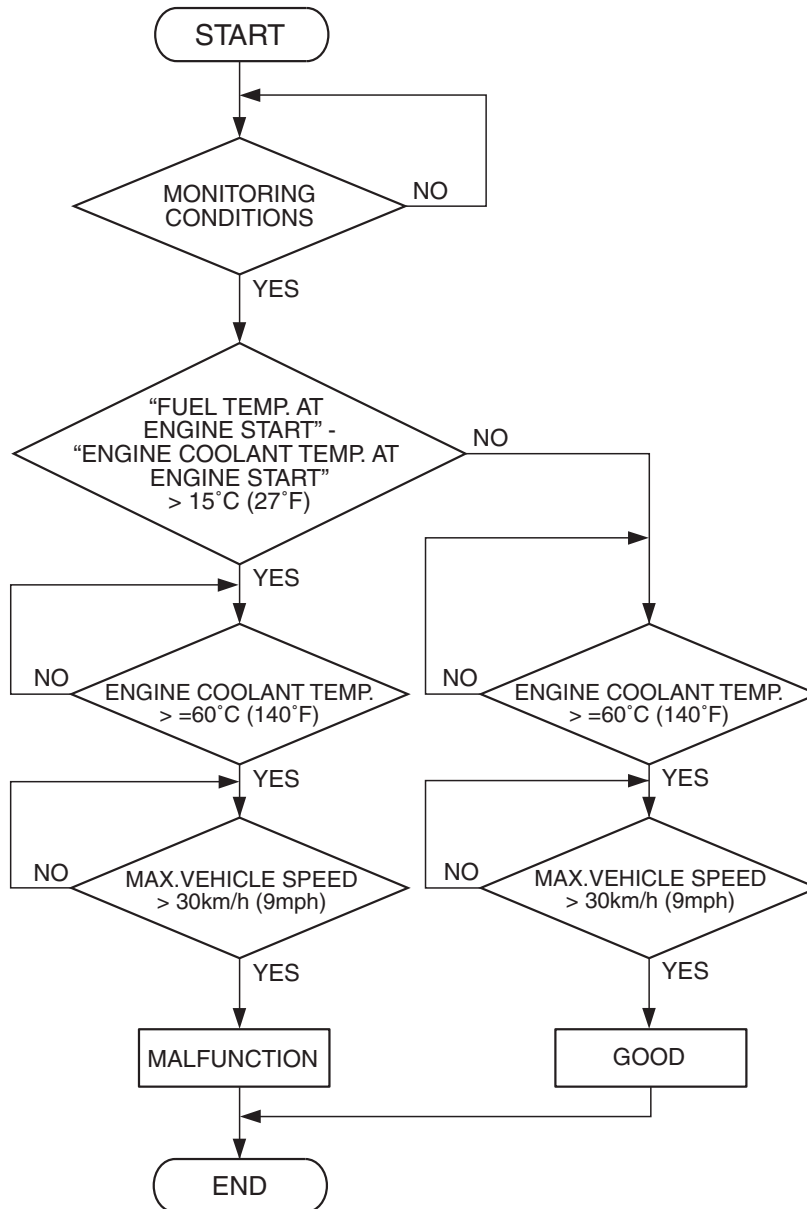 START
MONITORING
CONDITIONS
NO
YES
“FUEL TEMP. AT
ENGINE START” -
“ENGINE COOLANT TEMP. AT
ENGINE START”
> 15˚C (27˚F)
NO
YES
NO
ENGINE COOLANT TEMP.
> =60˚C (140˚F)
YES
NO
ENGINE COOLANT TEMP.
> =60˚C (140˚F)
YES
NO
MAX.VEHICLE SPEED
> 30km/h (9mph)
YES
NO
MAX.VEHICLE SPEED
> 30km/h (9mph)
YES
MALFUNCTION
GOOD
END